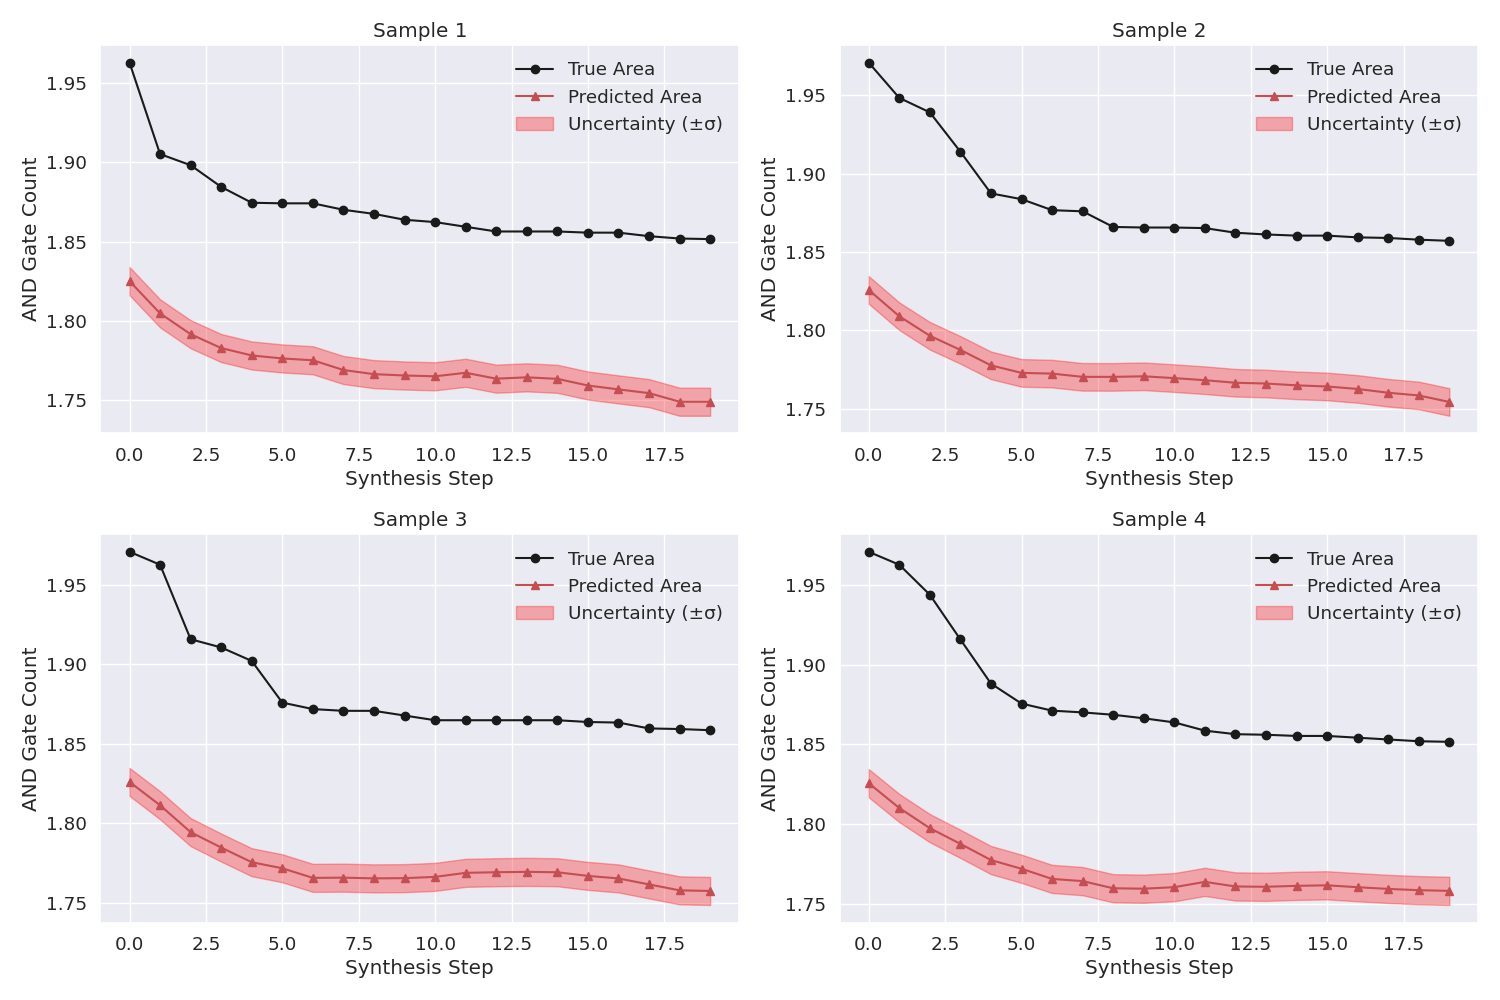 Sample 1
AND Gate Count
1.95
1.90
1.85
1.80
1.75
True Area
Predicted Area
Uncertainty (±σ)
0.0 2.5 5.0 7.5 10.0 12.5 15.0 17.5
Synthesis Step
Sample 2
AND Gate Count
1.95
1.90
1.85
1.80
1.75
True Area
Predicted Area
Uncertainty (±σ)
0.0 2.5 5.0 7.5 10.0 12.5 15.0 17.5
Synthesis Step
Sample 3
AND Gate Count
1.95
1.90
1.85
1.80
1.75
True Area
Predicted Area
Uncertainty (±σ)
0.0 2.5 5.0 7.5 10.0 12.5 15.0 17.5
Synthesis Step
Sample 4
AND Gate Count
1.95
1.90
1.85
1.80
1.75
True Area
Predicted Area
Uncertainty (±σ)
0.0 2.5 5.0 7.5 10.0 12.5 15.0 17.5
Synthesis Step